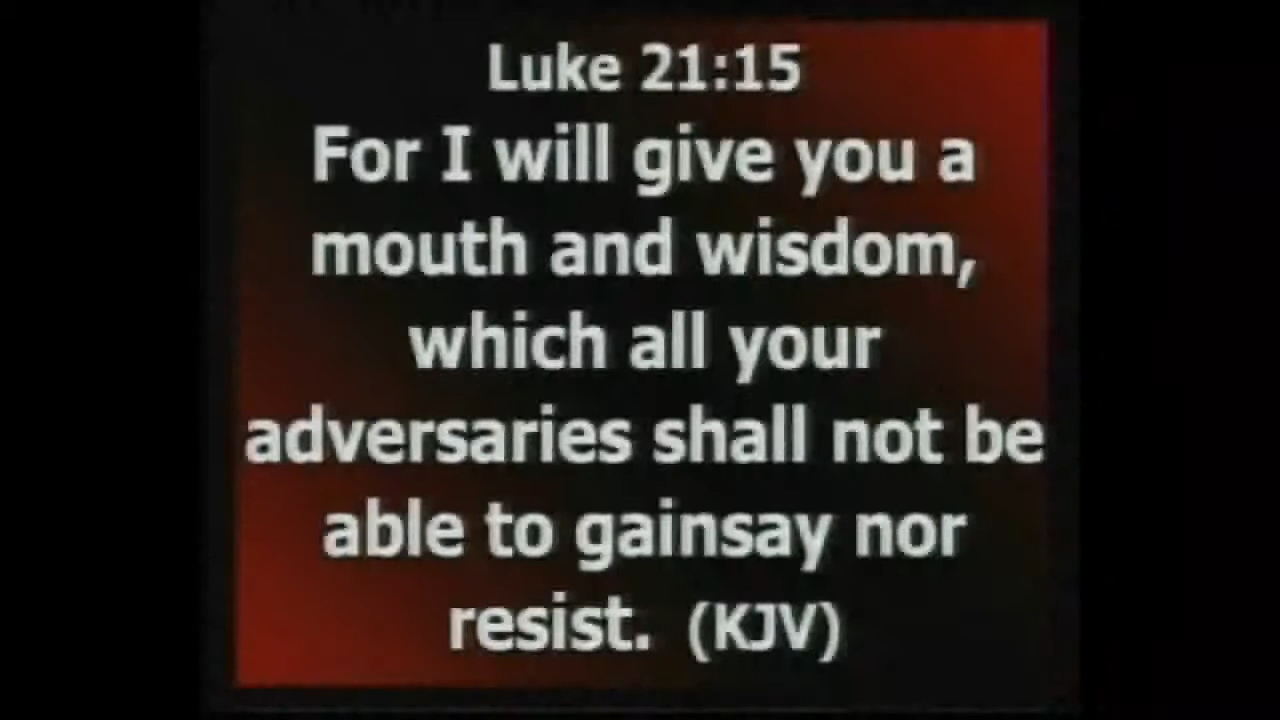 Luke 21:15
For I will give you a
mouth and wisdom,
which all your
adversaries shall not be
able to gainsay nor
resist. (KJV)